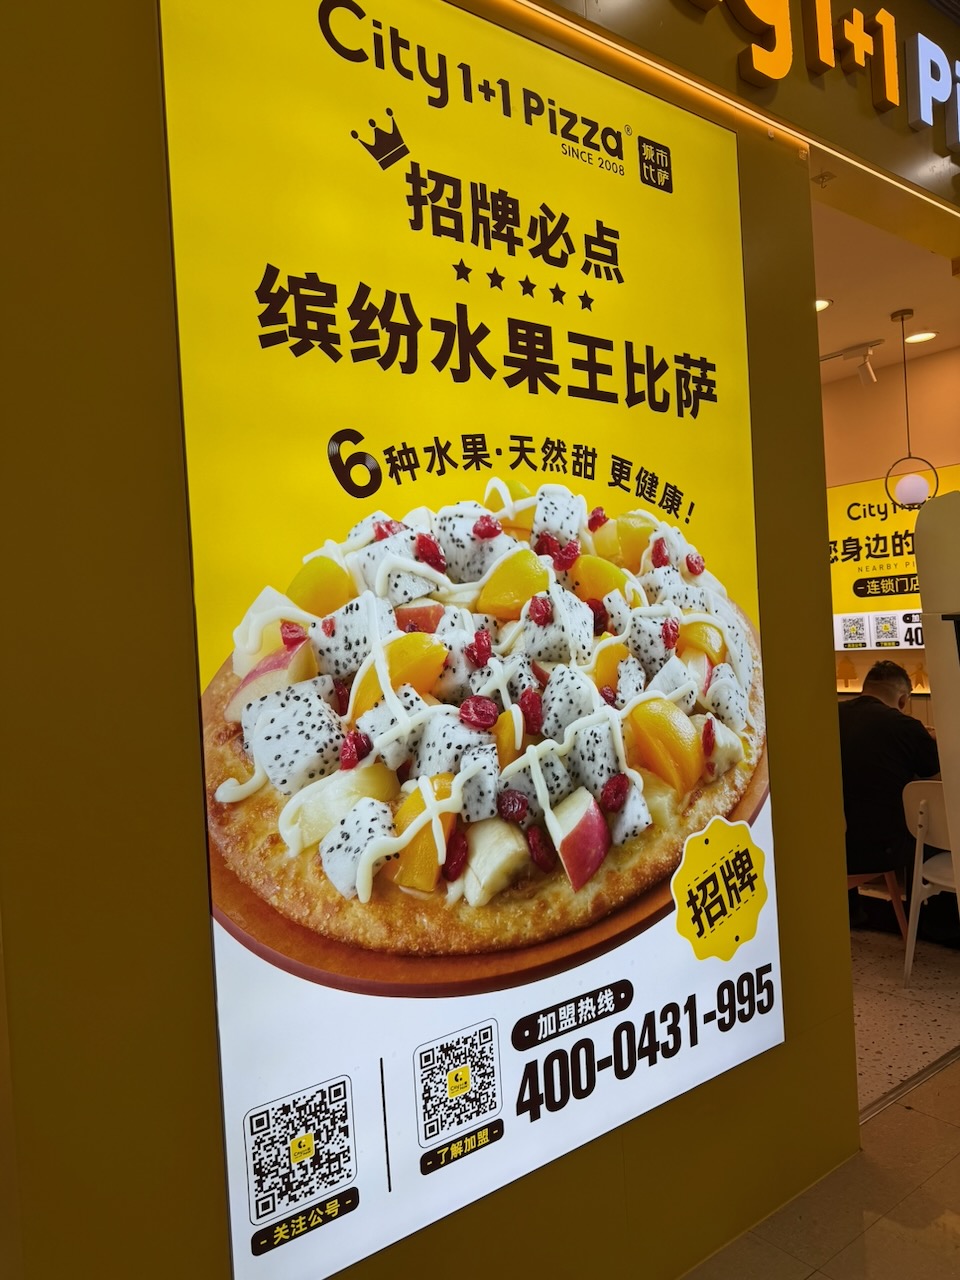 City 1+1 Pizza®
SINCE 2008
城市
比萨
招牌必点
缤纷水果王比萨
6种水果·天然甜 更健康!
招牌
加盟热线
400-0431-995
- 了解加盟 -
- 关注公号 -
1+1 Pi
City 1
身边的
NEARBY PI
- 连锁门店
40